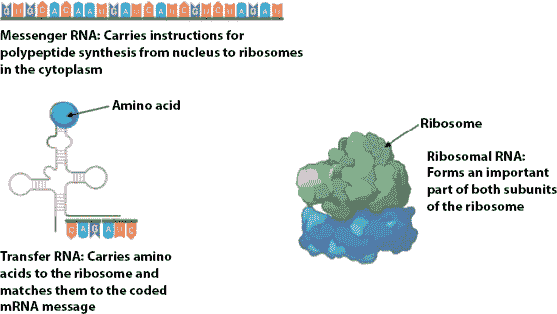 Messenger RNA: Carries instructions for
polypeptide synthesis from nucleus to ribosomes
in the cytoplasm
Amino acid
Ribosome
Ribosomal RNA:
Forms an important
part of both subunits
of the ribosome
Transfer RNA: Carries amino
acids to the ribosome and
matches them to the coded
mRNA message